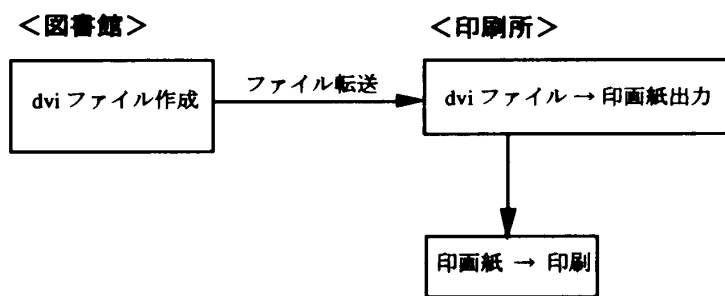 ＜図書館＞
＜印刷所＞
dvi ファイル作成
ファイル転送
dvi ファイル → 印画紙出力
印画紙 → 印刷